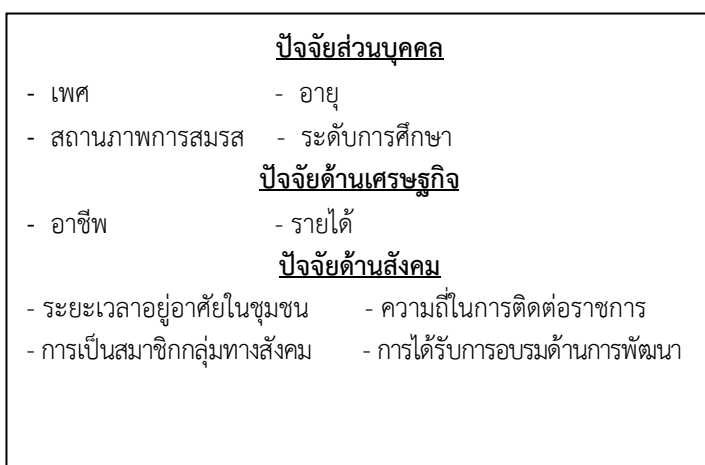 ปัจจัยส่วนบุคคล
- เพศ - อายุ
- สถานภาพการสมรส - ระดับการศึกษา
ปัจจัยด้านเศรษฐกิจ
- อาชีพ - รายได้
ปัจจัยด้านสังคม
- ระยะเวลาอยู่อาศัยในชุมชน - ความถี่ในการติดต่อราชการ
- การเป็นสมาชิกกลุ่มทางสังคม - การได้รับการอบรมด้านการพัฒนา